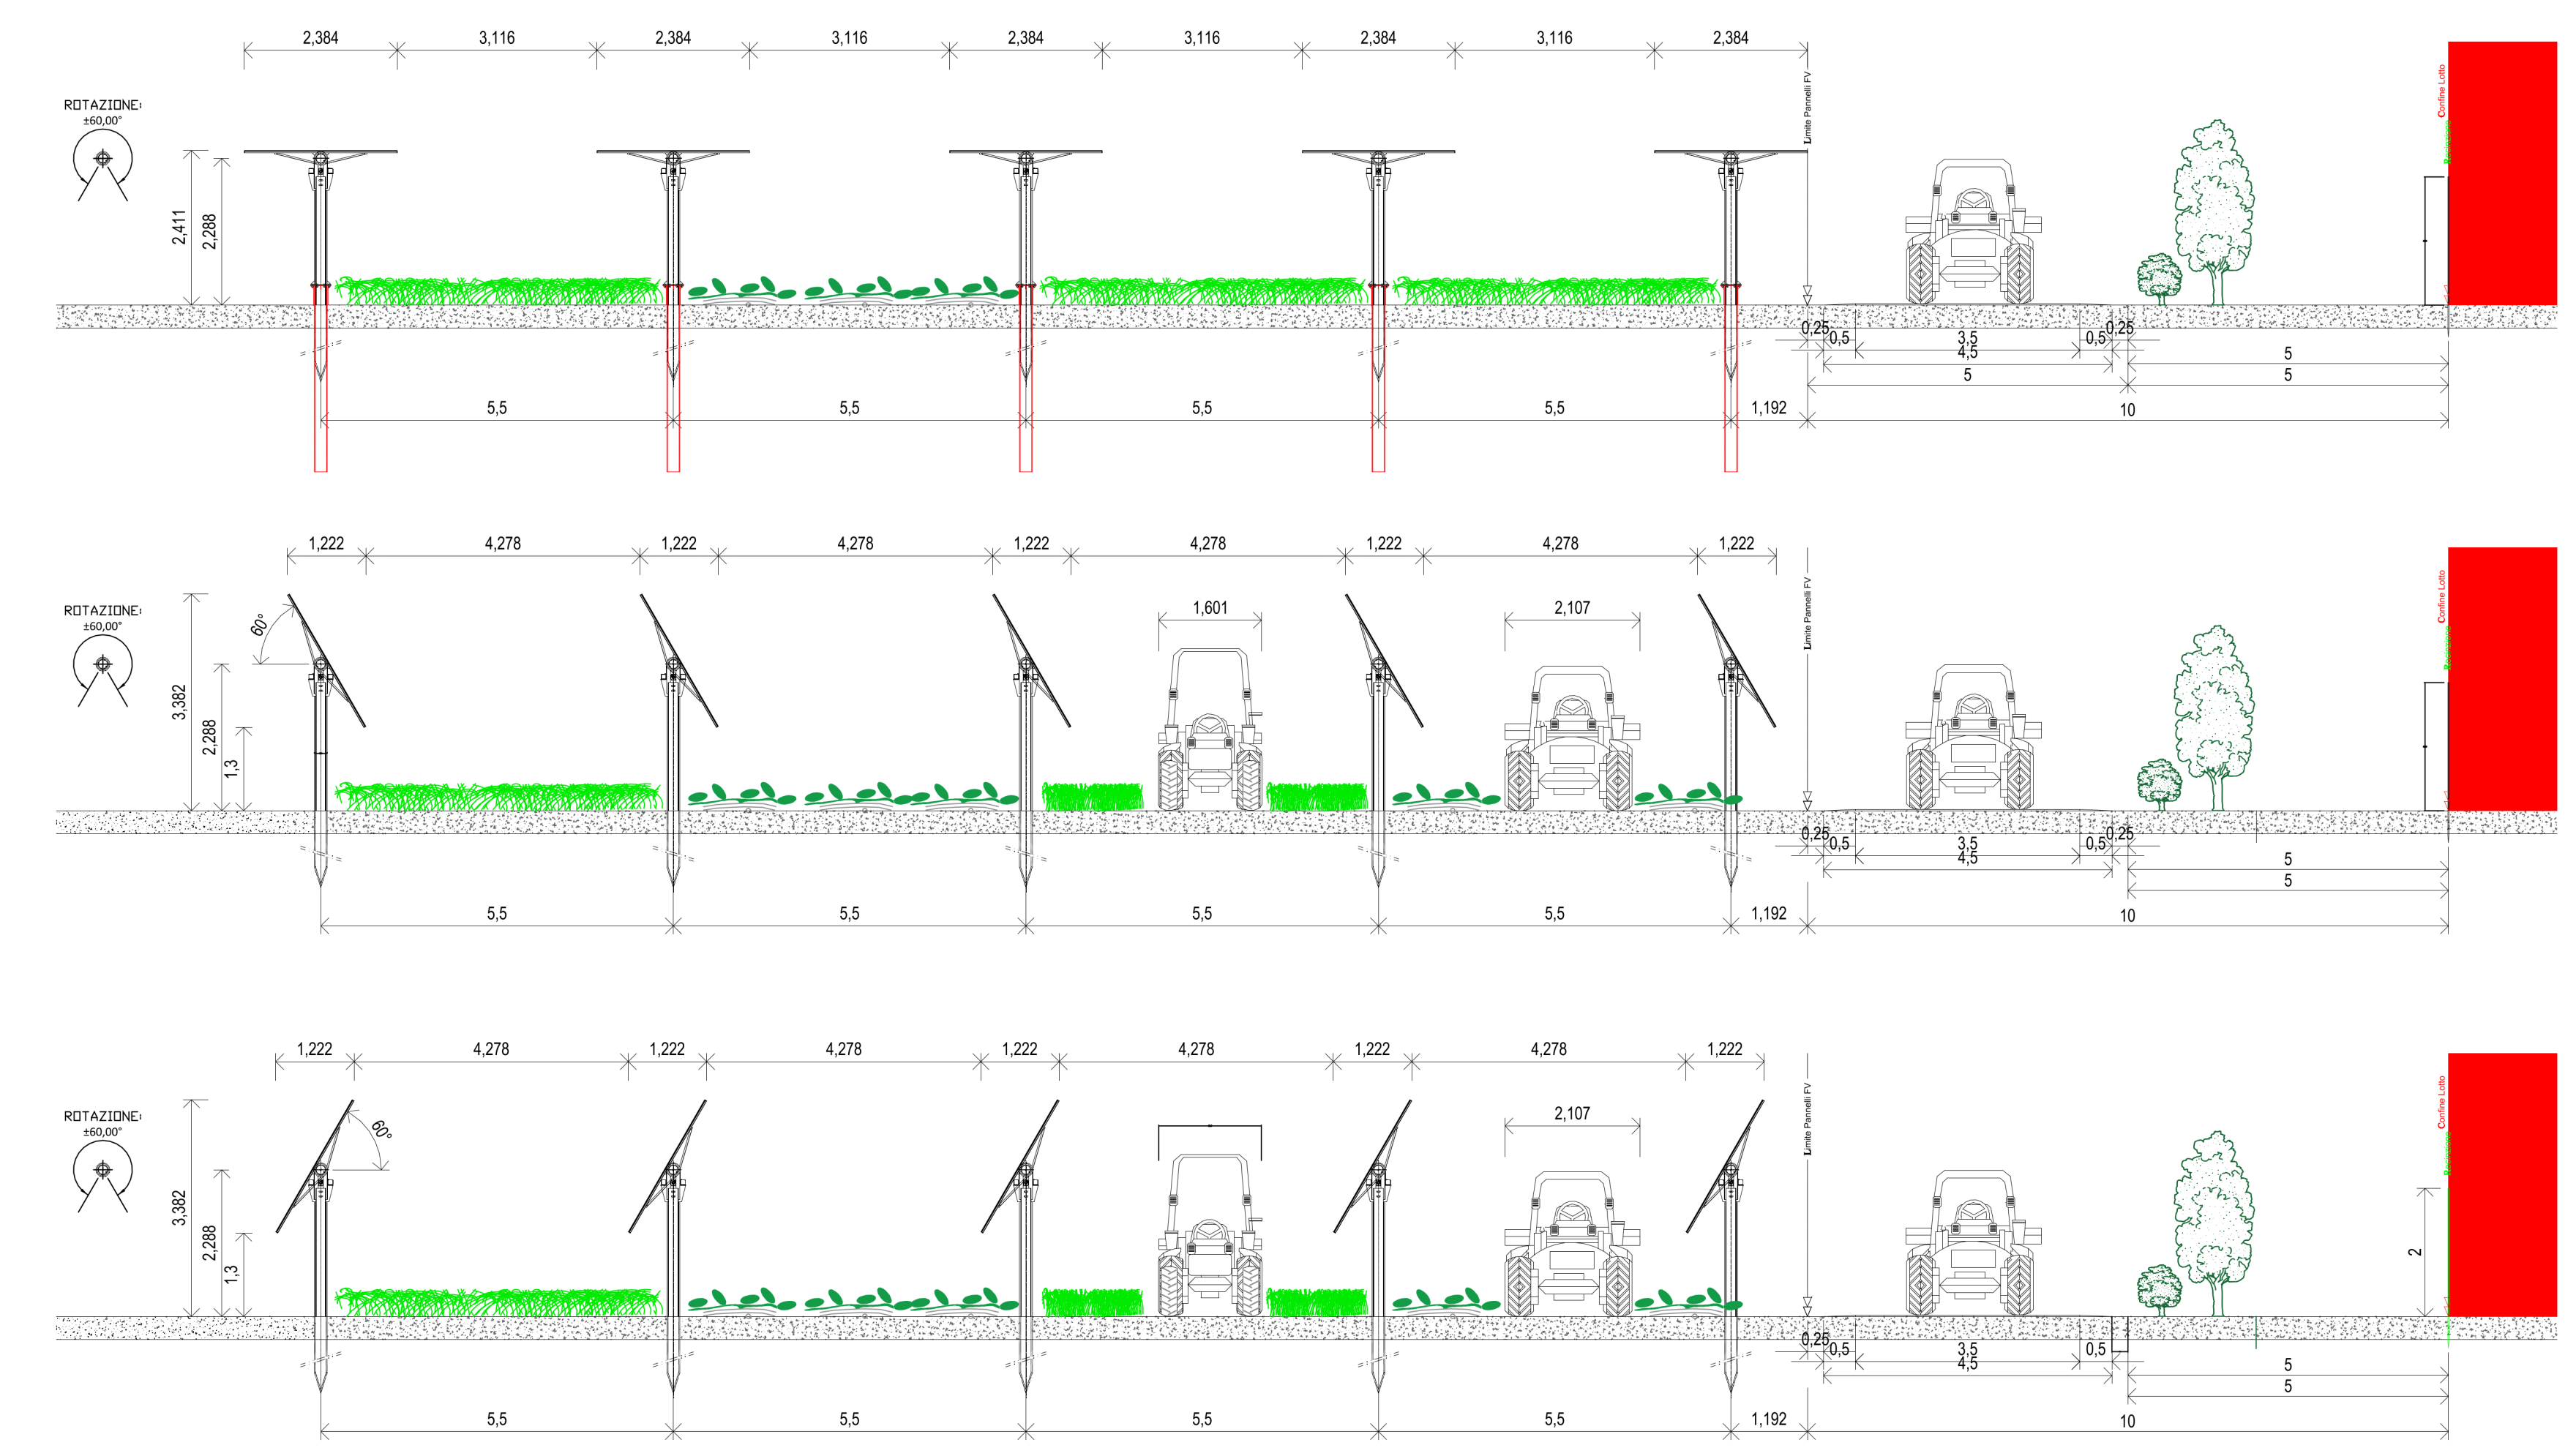 2,384 3,116 2,384 3,116 2,384 3,116 2,384 3,116 2,384
ROTAZIONE:
±60,00°
2,411
2,288
Limite Pannelli FV
Confine Lotto
Recinzione
0,25 0,25
0,5 3,5 0,5
4,5 5
5 5
5,5 5,5 5,5 5,5 1,192 10
1,222 4,278 1,222 4,278 1,222 4,278 1,222 4,278 1,222
ROTAZIONE:
±60,00°
60°
1,601 2,107
3,382
2,288
1,3
Limite Pannelli FV
Confine Lotto
Recinzione
0,25 0,25
0,5 3,5 0,5
4,5 5
5
5,5 5,5 5,5 5,5 1,192 10
1,222 4,278 1,222 4,278 1,222 4,278 1,222 4,278 1,222
ROTAZIONE:
±60,00°
60°
2,107
3,382
2,288
1,3
Limite Pannelli FV
Confine Lotto
Recinzione
2
0,25
0,5 3,5 0,5
4,5 5
5
5,5 5,5 5,5 5,5 1,192 10